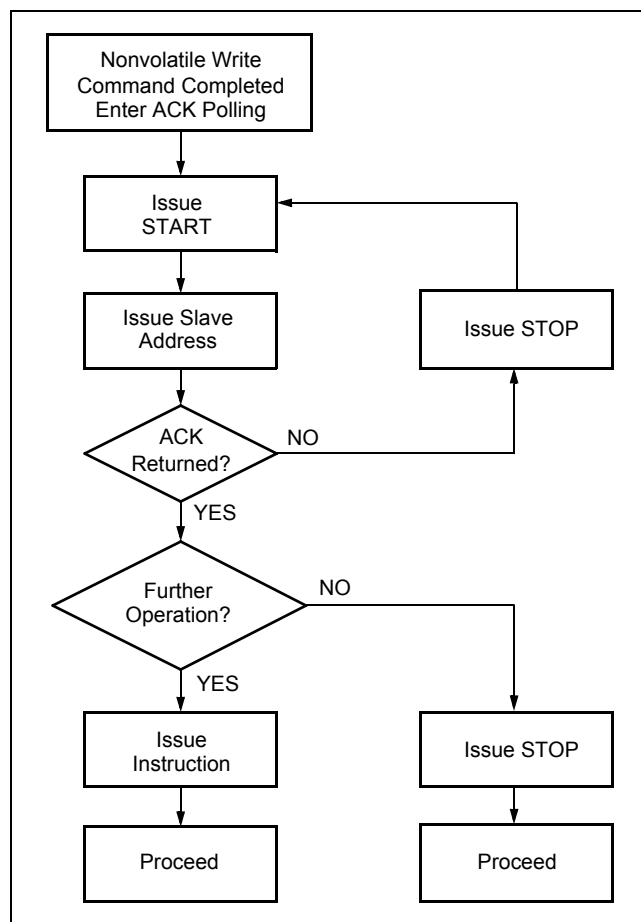 Nonvolatile Write
Command Completed
Enter ACK Polling
Issue
START
Issue Slave
Address
Issue STOP
ACK
Returned?
NO
YES
Further
Operation?
NO
YES
Issue
Instruction
Issue STOP
Proceed
Proceed